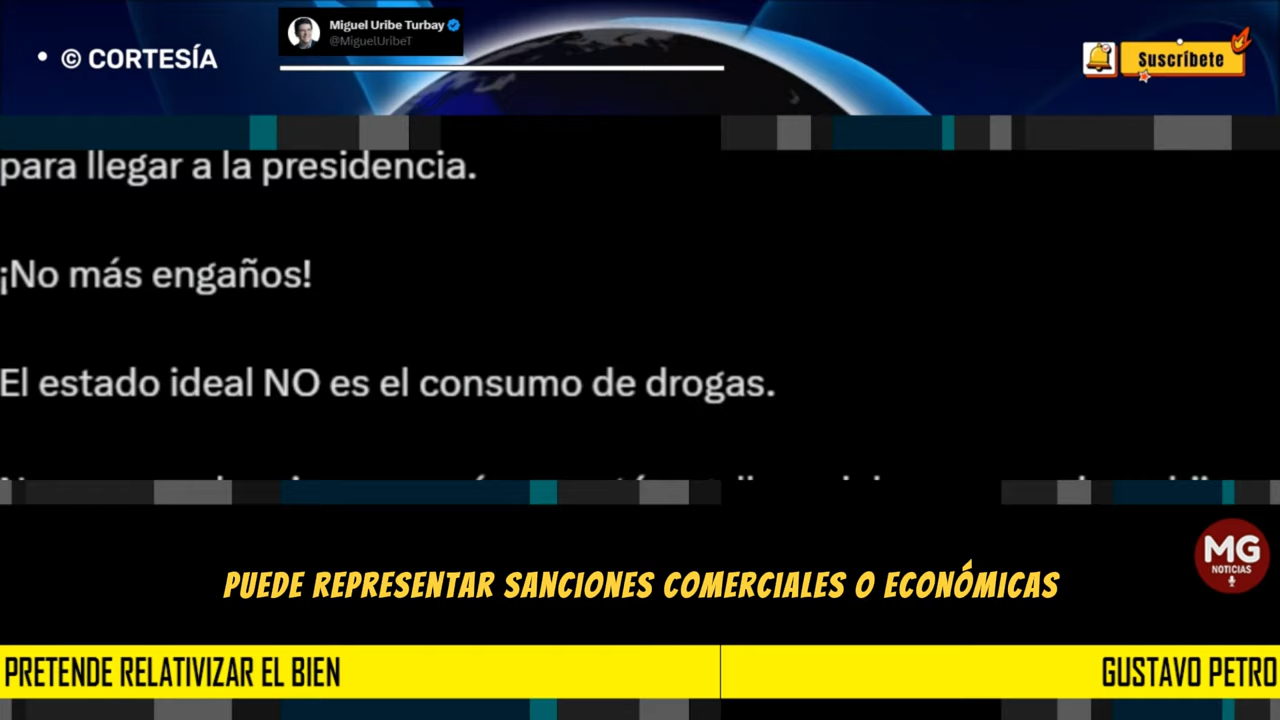 • © CORTESÍA
Miguel Uribe Turbay
@MiguelUribeT
Suscríbete
para llegar a la presidencia.
¡No más engaños!
El estado ideal NO es el consumo de drogas.
MG
NOTICIAS
PUEDE REPRESENTAR SANCIONES COMERCIALES O ECONÓMICAS
PRETENDE RELATIVIZAR EL BIEN
GUSTAVO PETRO